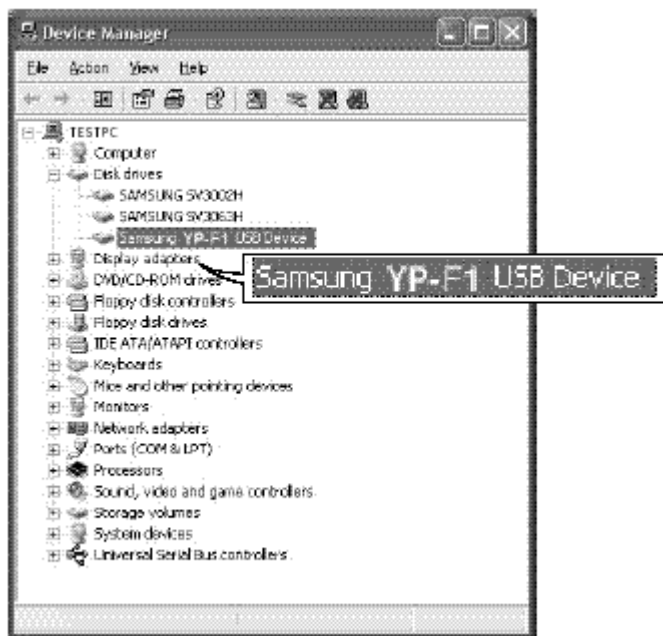 Device Manager
File Action View Help
TESTPC
Computer
Disk drives
SAMSUNG SV3002H
SAMSUNG SV3063H
Samsung YP-F1 USB Device
Display adapters
Samsung YP-F1 USB Device
DVD/CD-ROM drives
Floppy disk controllers
Floppy disk drives
IDE ATA/ATAPI controllers
Keyboards
Mice and other pointing devices
Monitors
Network adapters
Ports (COM & LPT)
Processors
Sound, video and game controllers
Storage volumes
System devices
Universal Serial Bus controllers